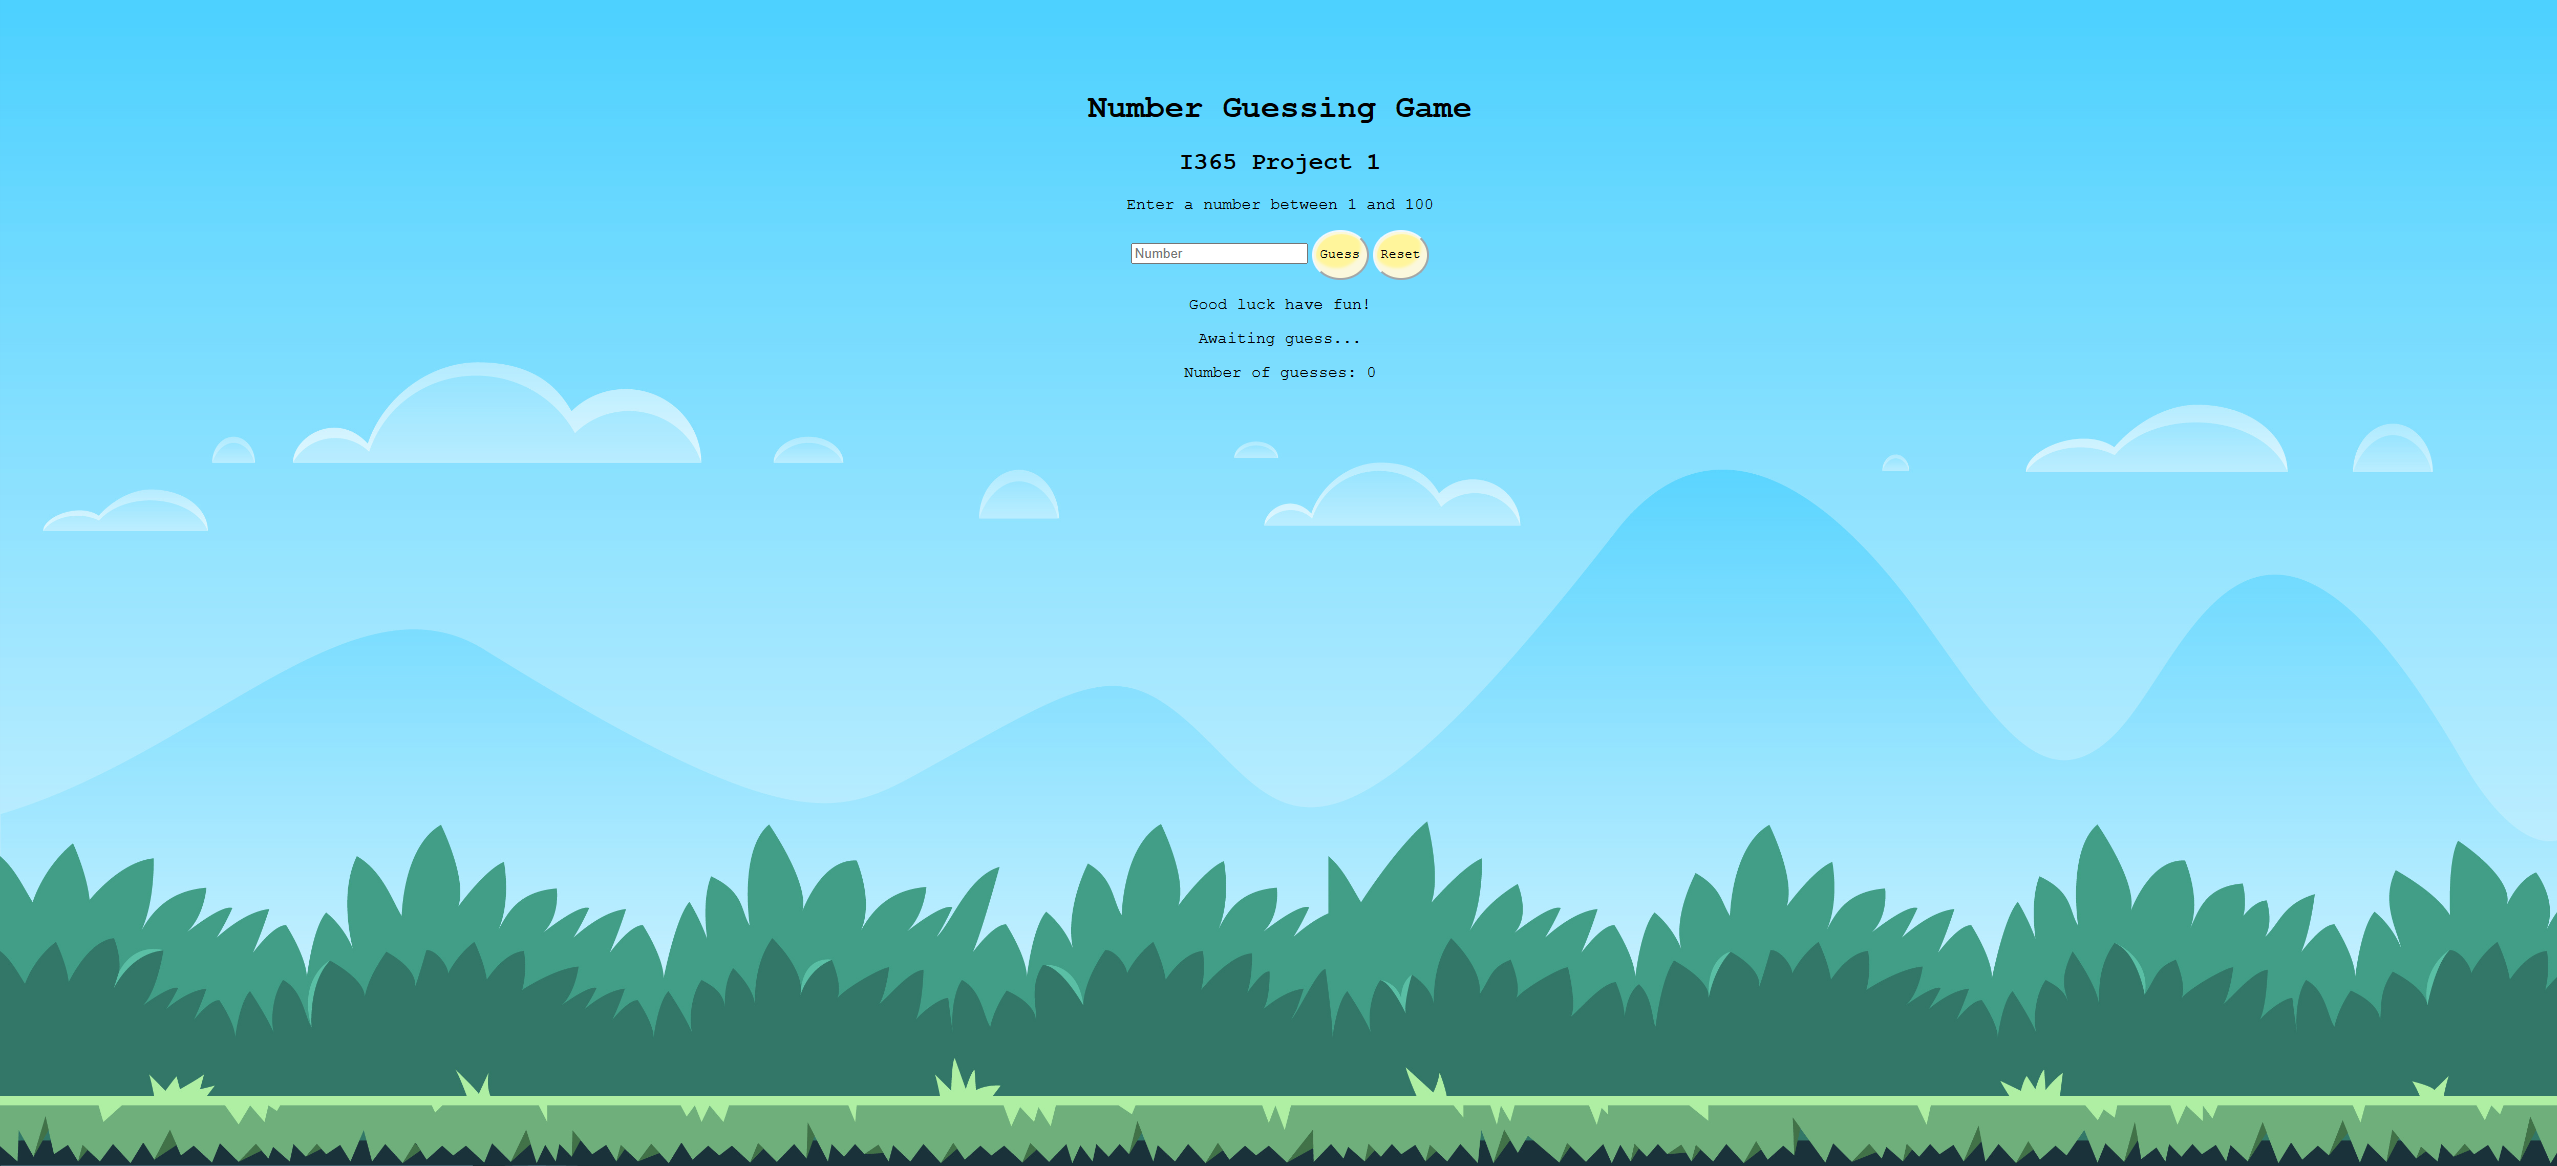 Number Guessing Game
I365 Project 1
Enter a number between 1 and 100
Number Guess Reset
Good luck have fun!
Awaiting guess...
Number of guesses: 0